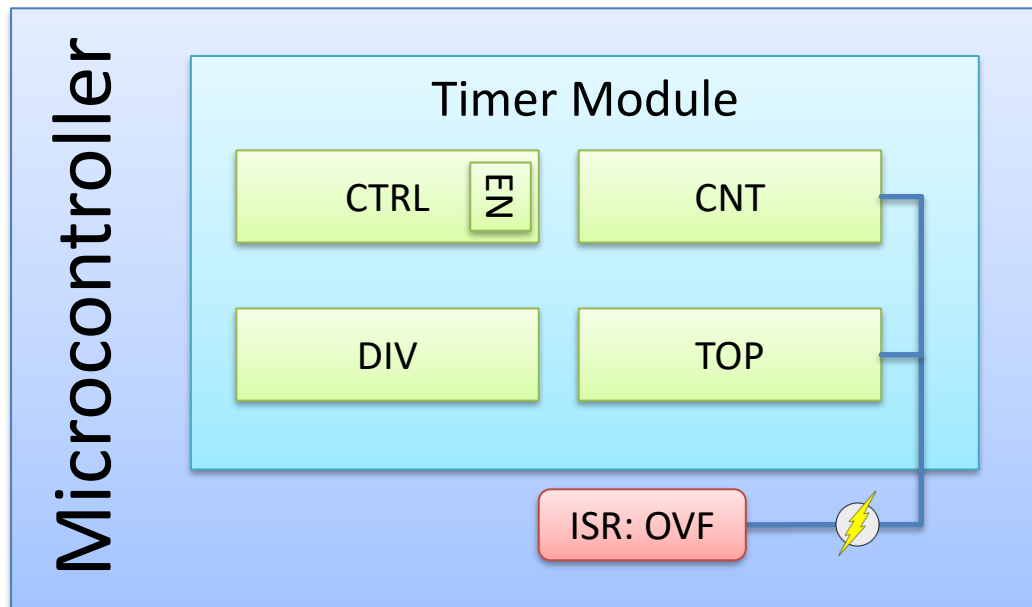 Microcontroller
Timer Module
CTRL
EN
CNT
DIV
TOP
ISR: OVF